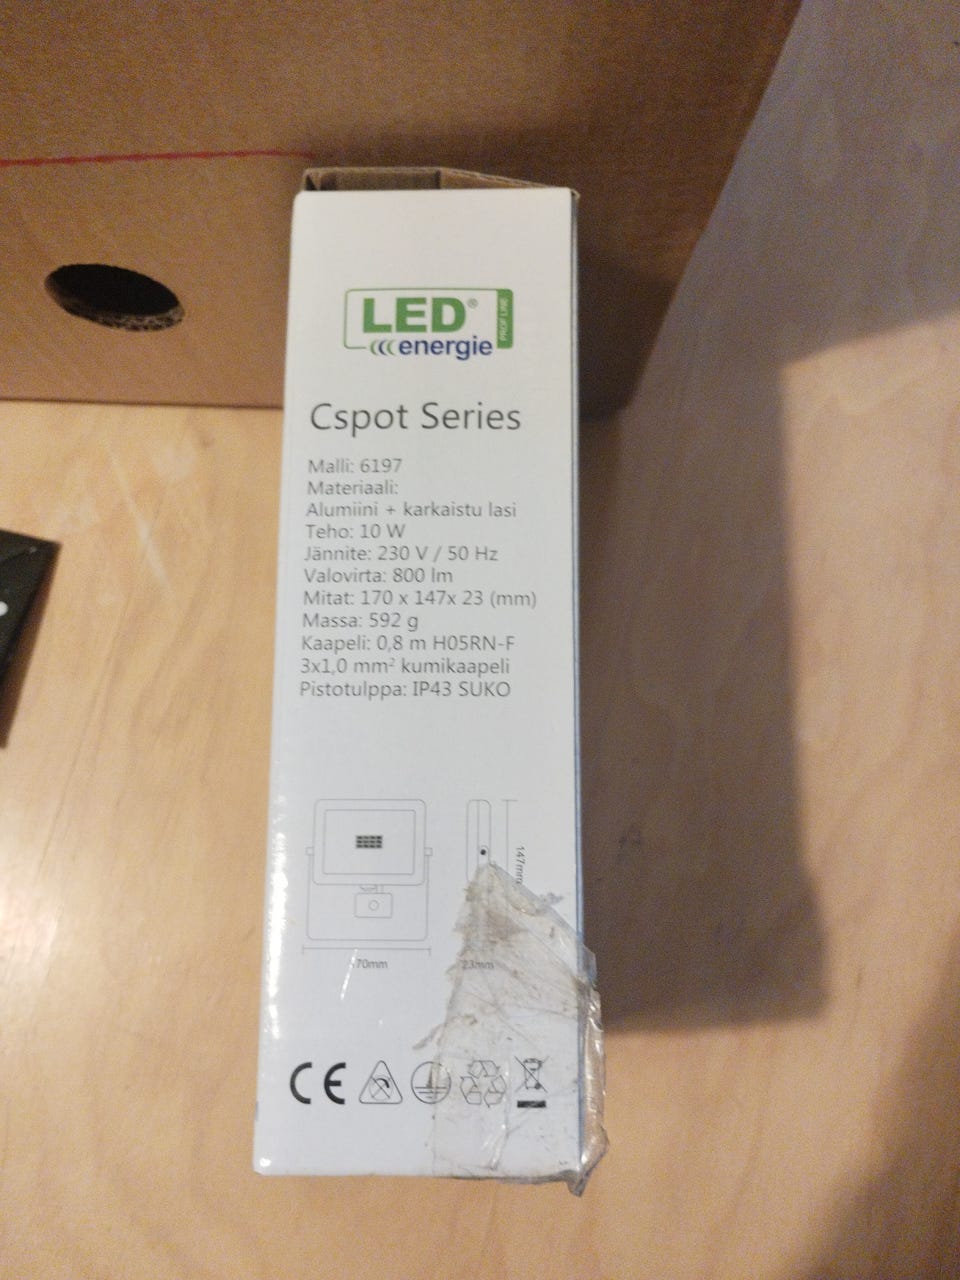 LED®
PROF LINE
energie
Cspot Series
Malli: 6197
Materiaali:
Alumiini + karkaistu lasi
Teho: 10 W
Jännite: 230 V / 50 Hz
Valovirta: 800 lm
Mitat: 170 x 147x 23 (mm)
Massa: 592 g
Kaapeli: 0,8 m H05RN-F
3x1,0 mm² kumikaapeli
Pistotulppa: IP43 SUKO
147mm
70mm
23mm
CE